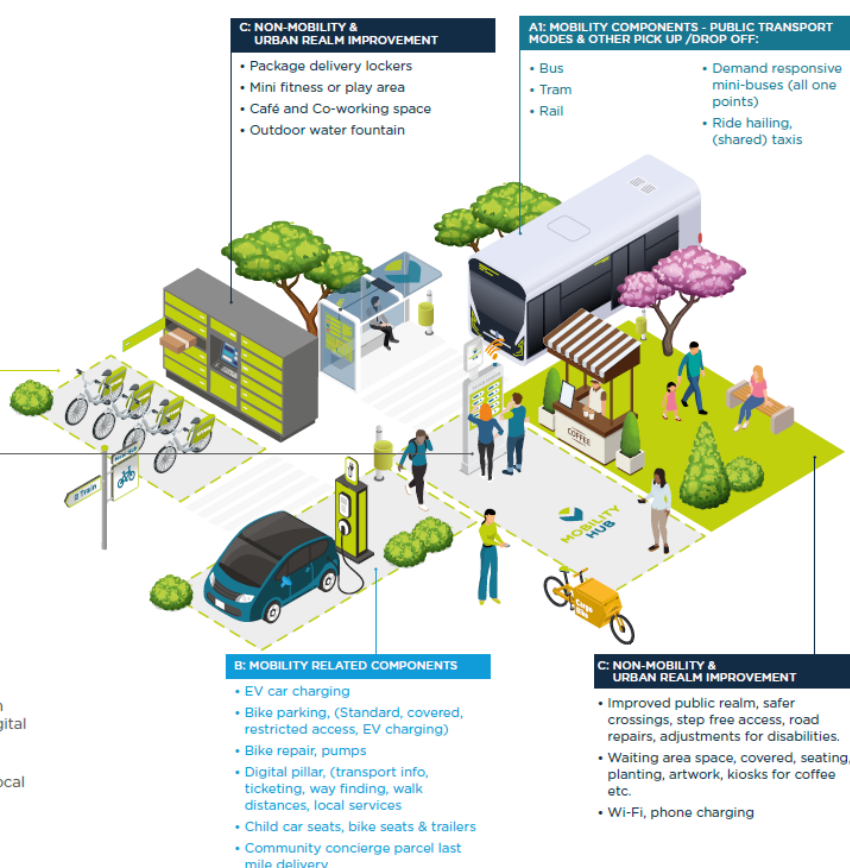 C: NON-MOBILITY &
URBAN REALM IMPROVEMENT
• Package delivery lockers
• Mini fitness or play area
• Café and Co-working space
• Outdoor water fountain
A1: MOBILITY COMPONENTS - PUBLIC TRANSPORT
MODES & OTHER PICK UP /DROP OFF:
• Bus
• Tram
• Rail
• Demand responsive
mini-buses (all one
points)
• Ride hailing,
(shared) taxis
COFFEE
Train
MOBILITY
HUB
Cargo
Bike
gital
ocal
B: MOBILITY RELATED COMPONENTS
• EV car charging
• Bike parking, (Standard, covered,
restricted access, EV charging)
• Bike repair, pumps
• Digital pillar, (transport info,
ticketing, way finding, walk
distances, local services
• Child car seats, bike seats & trailers
• Community concierge parcel last
mile delivery
C: NON-MOBILITY &
URBAN REALM IMPROVEMENT
• Improved public realm, safer
crossings, step free access, road
repairs, adjustments for disabilities.
• Waiting area space, covered, seating,
planting, artwork, kiosks for coffee
etc.
• Wi-Fi, phone charging